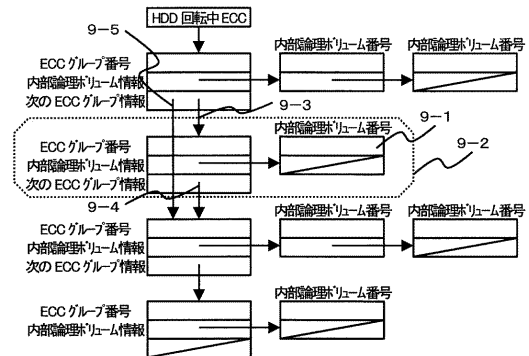 HDD 回転中 ECC
9-5
内部論理ボリューム番号 内部論理ボリューム番号
ECC グループ番号
内部論理ボリューム情報
次の ECC グループ情報
9-3
内部論理ボリューム番号
9-1
9-2
ECC グループ番号
内部論理ボリューム情報
次の ECC グループ情報
9-4
内部論理ボリューム番号 内部論理ボリューム番号
ECC グループ番号
内部論理ボリューム情報
次の ECC グループ情報
内部論理ボリューム番号
ECC グループ番号
内部論理ボリューム情報